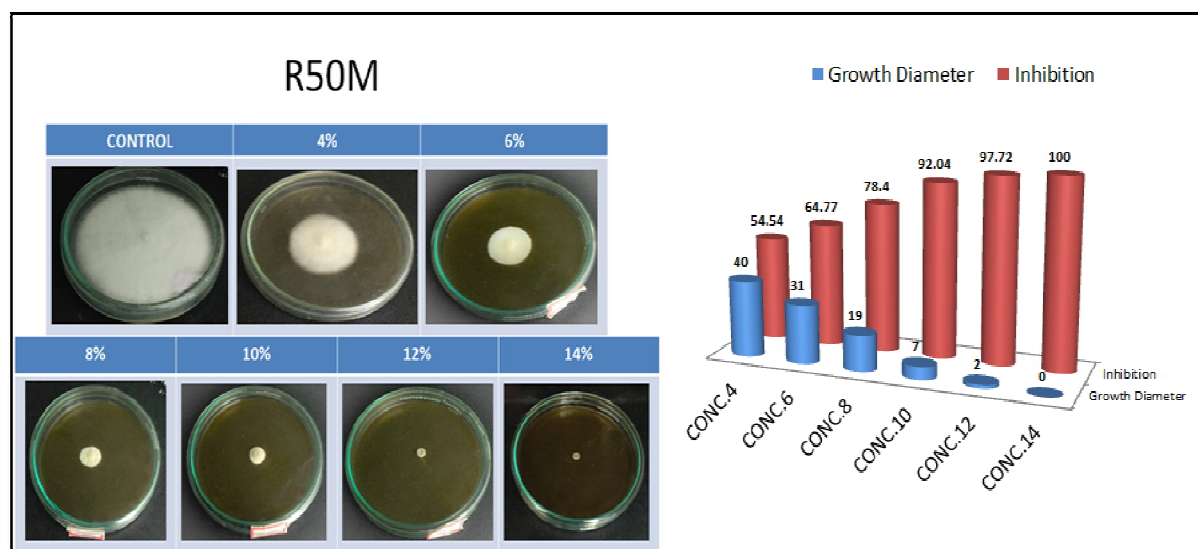 R50M
CONTROL 4% 6%
8% 10% 12% 14%
Growth Diameter Inhibition
54.54 64.77 78.4 92.04 97.72 100
40 31 19 7 2 0
Inhibition
Growth Diameter
CONC.4 CONC.6 CONC.8 CONC.10 CONC.12 CONC.14